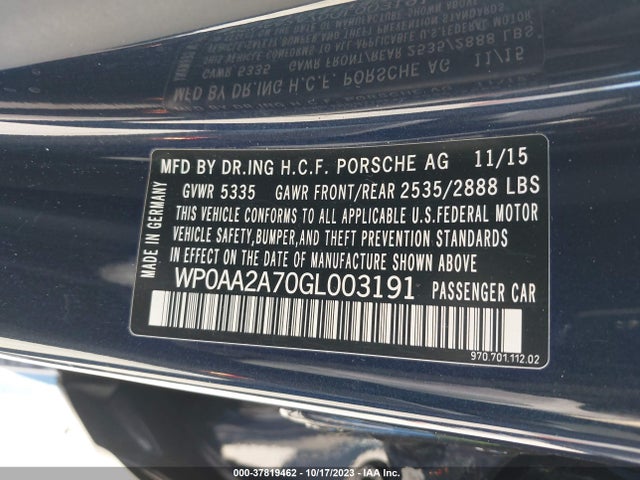 MFD BY DR.ING H.C.F. PORSCHE AG 11/15
GVWR 5335 GAWR FRONT/REAR 2535/2888 LBS
THIS VEHICLE CONFORMS TO ALL APPLICABLE U.S.FEDERAL MOTOR
VEHICLE SAFETY,BUMPER,AND THEFT PREVENTION STANDARDS
IN EFFECT ON THE DATE OF MANUFACTURE SHOWN ABOVE.
WP0AA2A70GL003191 PASSENGER CAR
MADE IN GERMANY
970.701.112.02
000-37819462 - 10/17/2023 - IAA Inc.